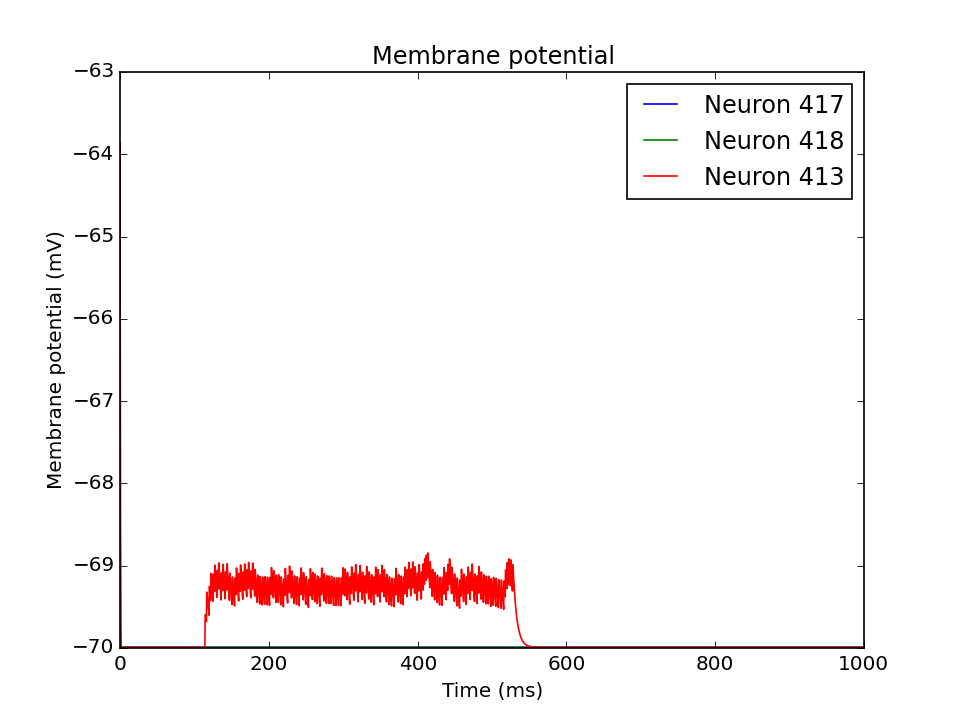 Membrane potential
Neuron 417
Neuron 418
Neuron 413
Membrane potential (mV)
−63
−64
−65
−66
−67
−68
−69
−70
0 200 400 600 800 1000
Time (ms)